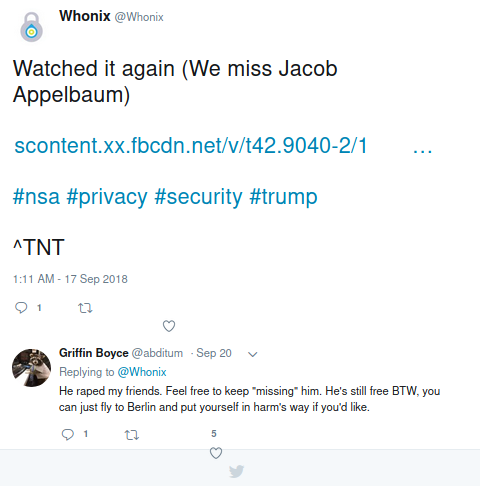 Whonix @Whonix
Watched it again (We miss Jacob
Appelbaum)
scontent.xx.fbcdn.net/v/t42.9040-2/1 …
#nsa #privacy #security #trump
^TNT
1:11 AM - 17 Sep 2018
1
Griffin Boyce @abditum · Sep 20
Replying to @Whonix
He raped my friends. Feel free to keep "missing" him. He's still free BTW, you
can just fly to Berlin and put yourself in harm's way if you'd like.
1 5